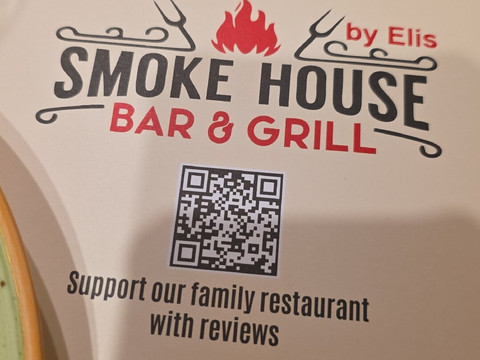 by Elis
SMOKE HOUSE
BAR & GRILL
Support our family restaurant
with reviews